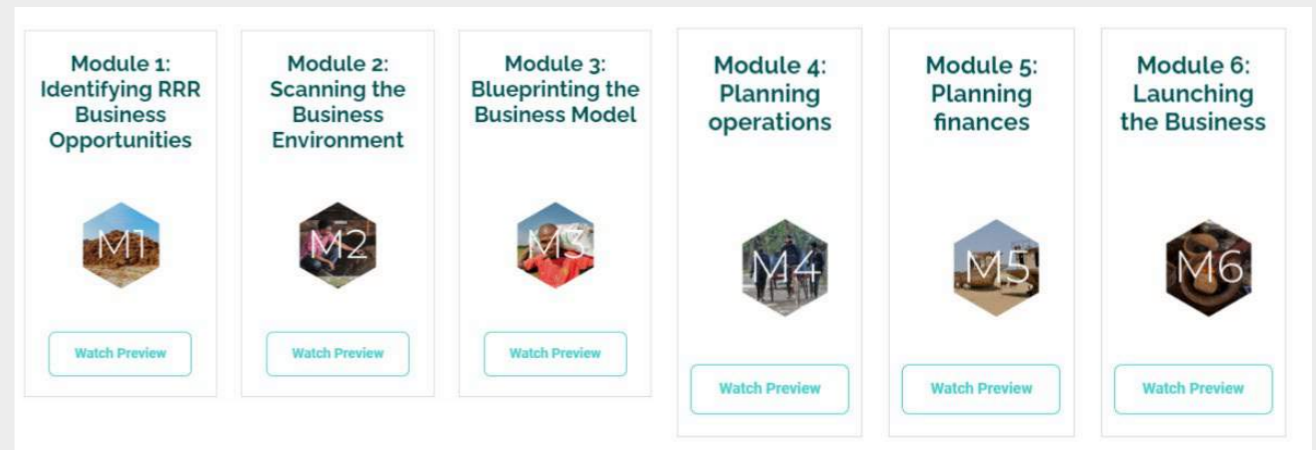 Module 1:
Identifying RRR
Business
Opportunities
M1
Watch Preview
Module 2:
Scanning the
Business
Environment
M2
Watch Preview
Module 3:
Blueprinting the
Business Model
M3
Watch Preview
Module 4:
Planning
operations
M4
Watch Preview
Module 5:
Planning
finances
M5
Watch Preview
Module 6:
Launching
the Business
M6
Watch Preview